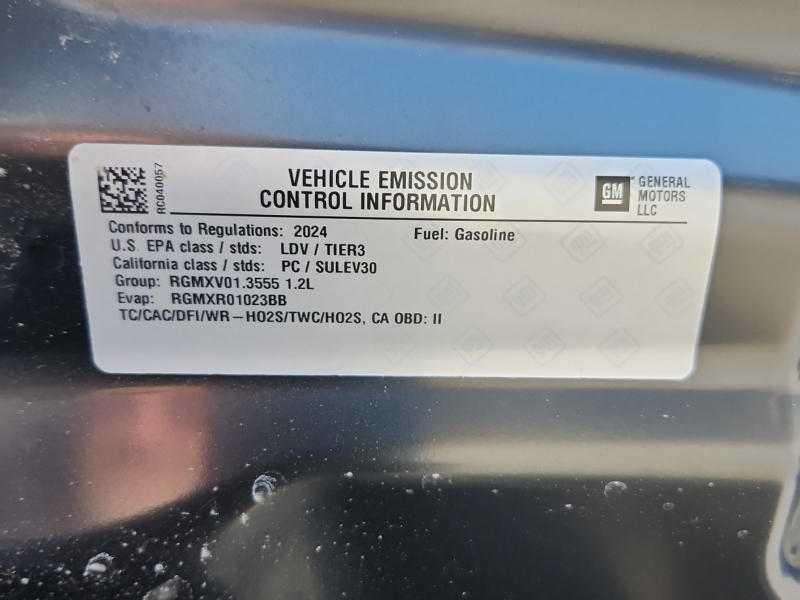 RC040057
VEHICLE EMISSION
CONTROL INFORMATION
GM GENERAL
MOTORS
LLC
Conforms to Regulations: 2024 Fuel: Gasoline
U.S. EPA class / stds: LDV / TIER3
California class / stds: PC / SULEV30
Group: RGMXV01.3555 1.2L
Evap: RGMXR01023BB
TC/CAC/DFI/WR-HO2S/TWC/HO2S, CA OBD: II